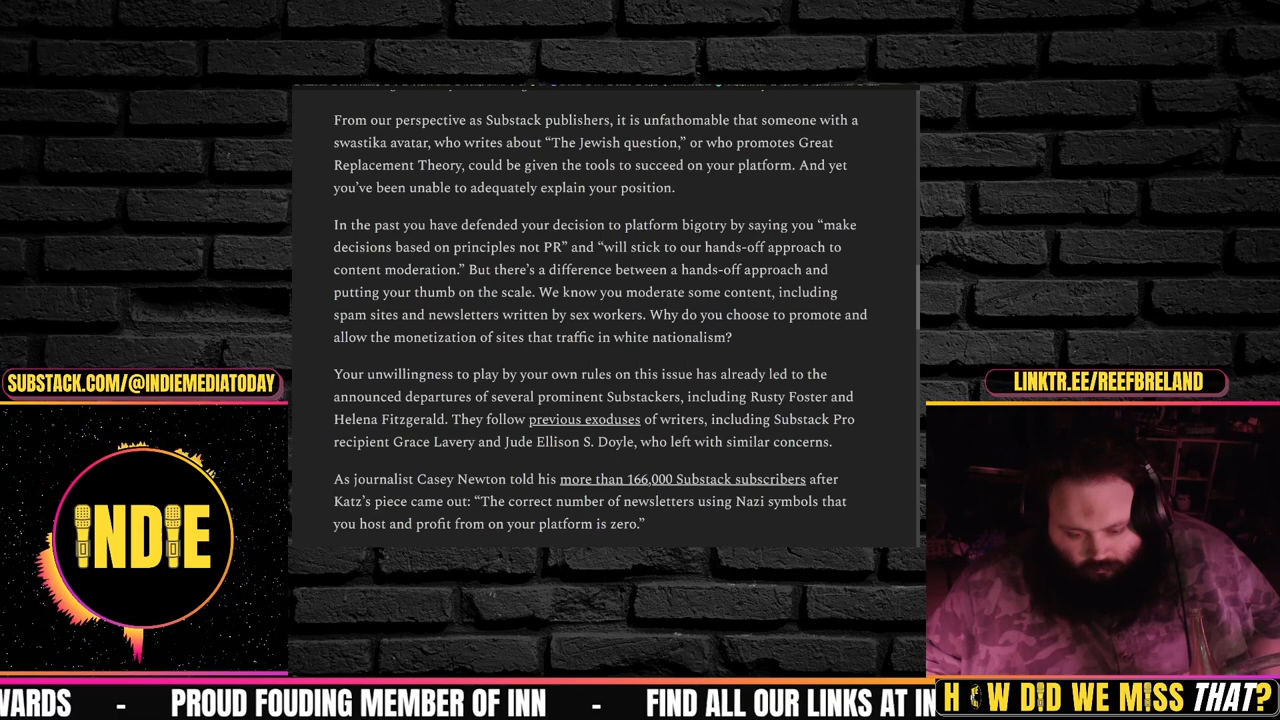 From our perspective as Substack publishers, it is unfathomable that someone with a
swastika avatar, who writes about “The Jewish question,” or who promotes Great
Replacement Theory, could be given the tools to succeed on your platform. And yet
you’ve been unable to adequately explain your position.
In the past you have defended your decision to platform bigotry by saying you “make
decisions based on principles not PR” and “will stick to our hands-off approach to
content moderation.” But there’s a difference between a hands-off approach and
putting your thumb on the scale. We know you moderate some content, including
spam sites and newsletters written by sex workers. Why do you choose to promote and
allow the monetization of sites that traffic in white nationalism?
Your unwillingness to play by your own rules on this issue has already led to the
announced departures of several prominent Substackers, including Rusty Foster and
Helena Fitzgerald. They follow previous exoduses of writers, including Substack Pro
recipient Grace Lavery and Jude Ellison S. Doyle, who left with similar concerns.
As journalist Casey Newton told his more than 166,000 Substack subscribers after
Katz’s piece came out: “The correct number of newsletters using Nazi symbols that
you host and profit from on your platform is zero.”
SUBSTACK.COM/@INDIEMEDIATODAY
LINKTR.EE/REEFBRELAND
INDIE
WARDS - PROUD FOUDING MEMBER OF INN - FIND ALL OUR LINKS AT IN
HOW DID WE MISS THAT?